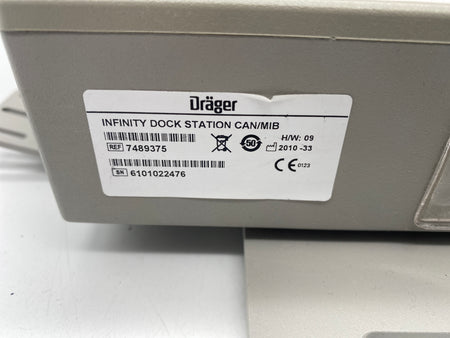 Dräger
INFINITY DOCK STATION CAN/MIB
H/W: 09
REF 7489375
50
2010 -33
CE 0123
SN 6101022476